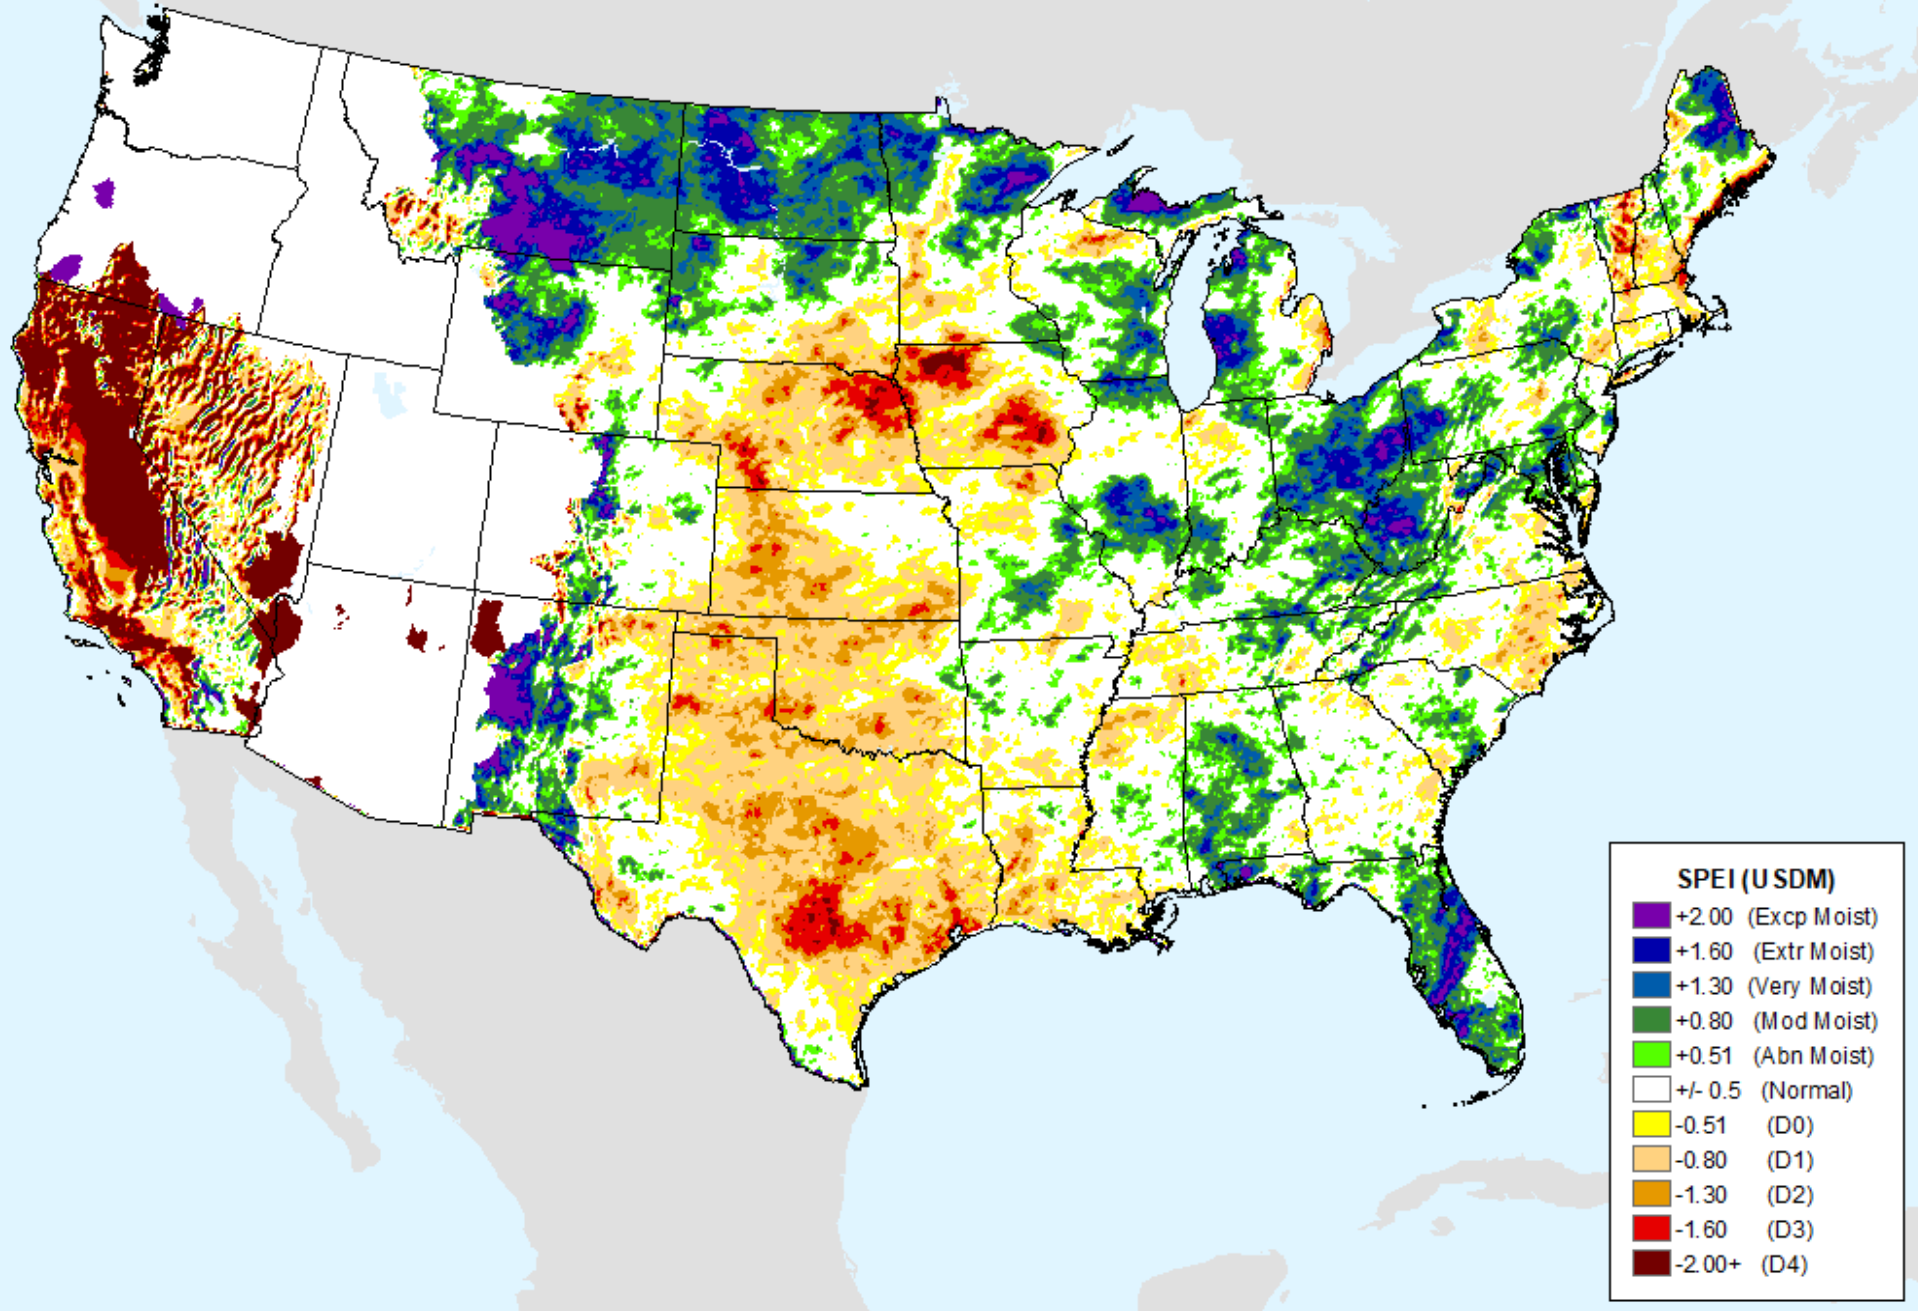 SPEI (USDM)
+2.00 (Excp Moist)
+1.60 (Extr Moist)
+1.30 (Very Moist)
+0.80 (Mod Moist)
+0.51 (Abn Moist)
+/- 0.5 (Normal)
-0.51 (D0)
-0.80 (D1)
-1.30 (D2)
-1.60 (D3)
-2.00+ (D4)